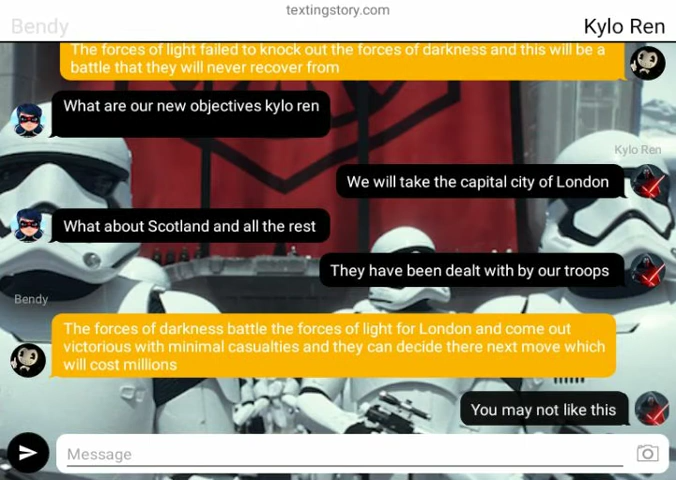 textingstory.com
Bendy
Kylo Ren
The forces of light failed to knock out the forces of darkness and this will be a
battle that they will never recover from
What are our new objectives kylo ren
Kylo Ren
We will take the capital city of London
What about Scotland and all the rest
They have been dealt with by our troops
Bendy
The forces of darkness battle the forces of light for London and come out
victorious with minimal casualties and they can decide there next move which
will cost millions
You may not like this
Message